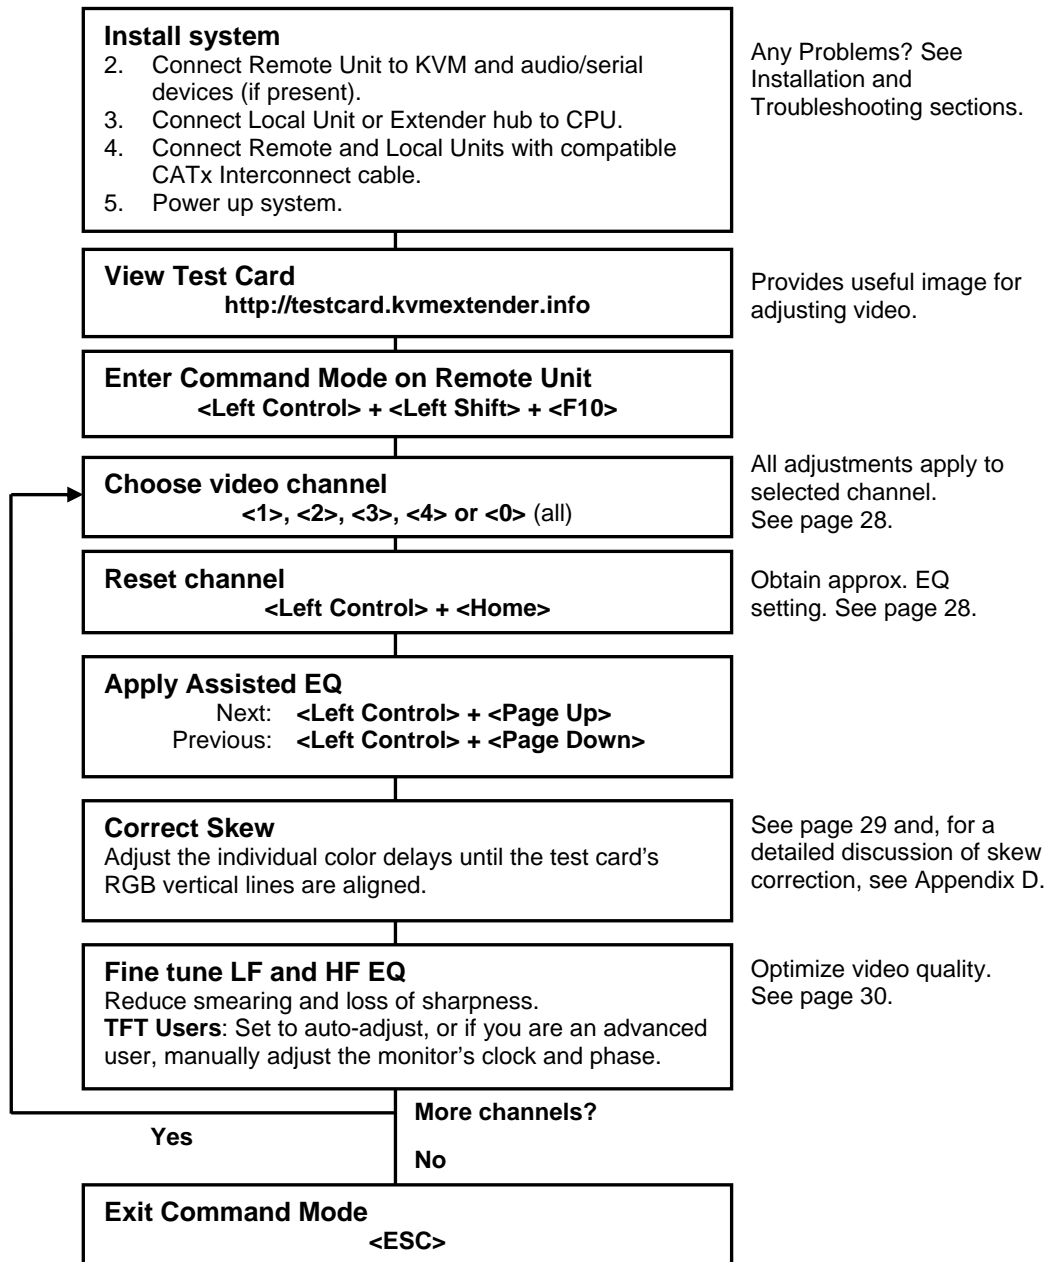 Install system
2. Connect Remote Unit to KVM and audio/serial
devices (if present).
3. Connect Local Unit or Extender hub to CPU.
4. Connect Remote and Local Units with compatible
CATx Interconnect cable.
5. Power up system.
Any Problems? See
Installation and
Troubleshooting sections.
View Test Card
http://testcard.kvmextender.info
Provides useful image for
adjusting video.
Enter Command Mode on Remote Unit
<Left Control> + <Left Shift> + <F10>
Choose video channel
<1>, <2>, <3>, <4> or <0> (all)
All adjustments apply to
selected channel.
See page 28.
Reset channel
<Left Control> + <Home>
Obtain approx. EQ
setting. See page 28.
Apply Assisted EQ
Next: <Left Control> + <Page Up>
Previous: <Left Control> + <Page Down>
Correct Skew
Adjust the individual color delays until the test card's
RGB vertical lines are aligned.
See page 29 and, for a
detailed discussion of skew
correction, see Appendix D.
Fine tune LF and HF EQ
Reduce smearing and loss of sharpness.
TFT Users: Set to auto-adjust, or if you are an advanced
user, manually adjust the monitor's clock and phase.
Optimize video quality.
See page 30.
More channels?
Yes
No
Exit Command Mode
<ESC>